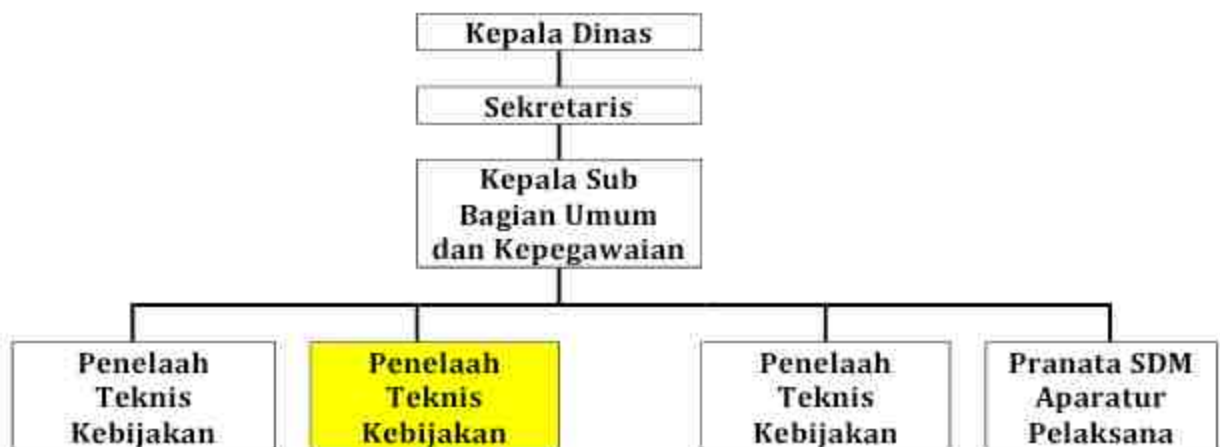 Kepala Dinas
Sekretaris
Kepala Sub
Bagian Umum
dan Kepegawaian
Penelaah
Teknis
Kebijakan
Penelaah
Teknis
Kebijakan
Penelaah
Teknis
Kebijakan
Pranata SDM
Aparatur
Pelaksana